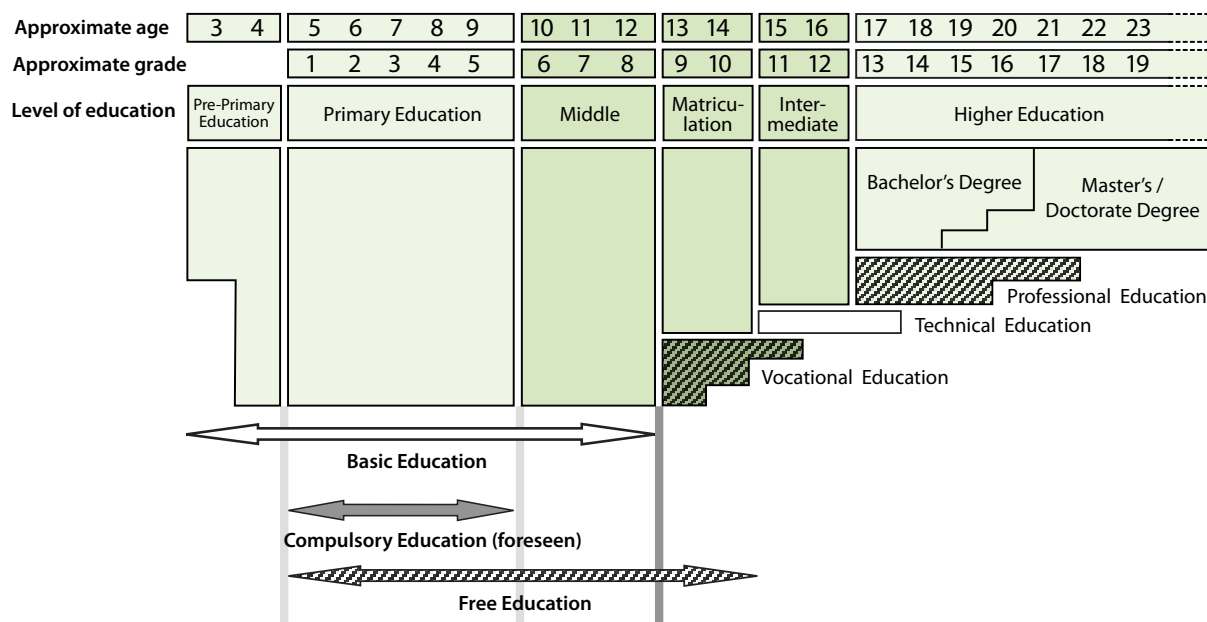 Approximate age 3 4 5 6 7 8 9 10 11 12 13 14 15 16 17 18 19 20 21 22 23
Approximate grade 1 2 3 4 5 6 7 8 9 10 11 12 13 14 15 16 17 18 19
Level of education
Pre-Primary
Education
Primary Education
Middle
Matricu-
lation
Inter-
mediate
Higher Education
Bachelor's Degree
Master's /
Doctorate Degree
Professional Education
Technical Education
Vocational Education
Basic Education
Compulsory Education (foreseen)
Free Education